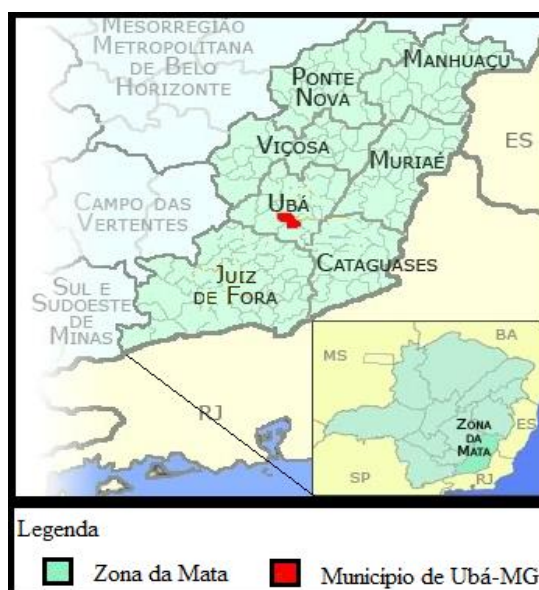 MESORREGIÃO
METROPOLITANA
DE BELO
HORIZONTE
MANHUAÇU
PONTE
NOVA
VIÇOSA
MURIAÉ
ES
CAMPO DAS
VERTENTES
UBÁ
CATAGUASES
JUIZ
DE FORA
SUL E
SUDOESTE
DE
MINAS
RJ
BA
MS
ZONA
DA
MATA
ES
SP
RJ
Legenda
Zona da Mata
Município de Ubá-MG